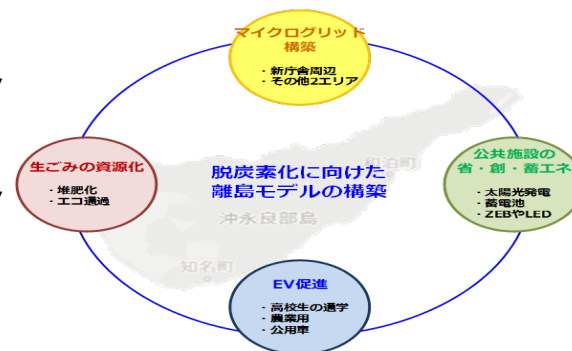 マイクログリッド
構築
・新庁舎周辺
・その他2エリア
生ごみの資源化
・堆肥化
・エコ通過
脱炭素化に向けた
離島モデルの構築
公共施設の
省・創・蓄エネ
・太陽光発電
・蓄電池
・ZEBやLED
和泊町
沖永良部島
知名町
EV促進
・高校生の通学
・農業用
・公用車